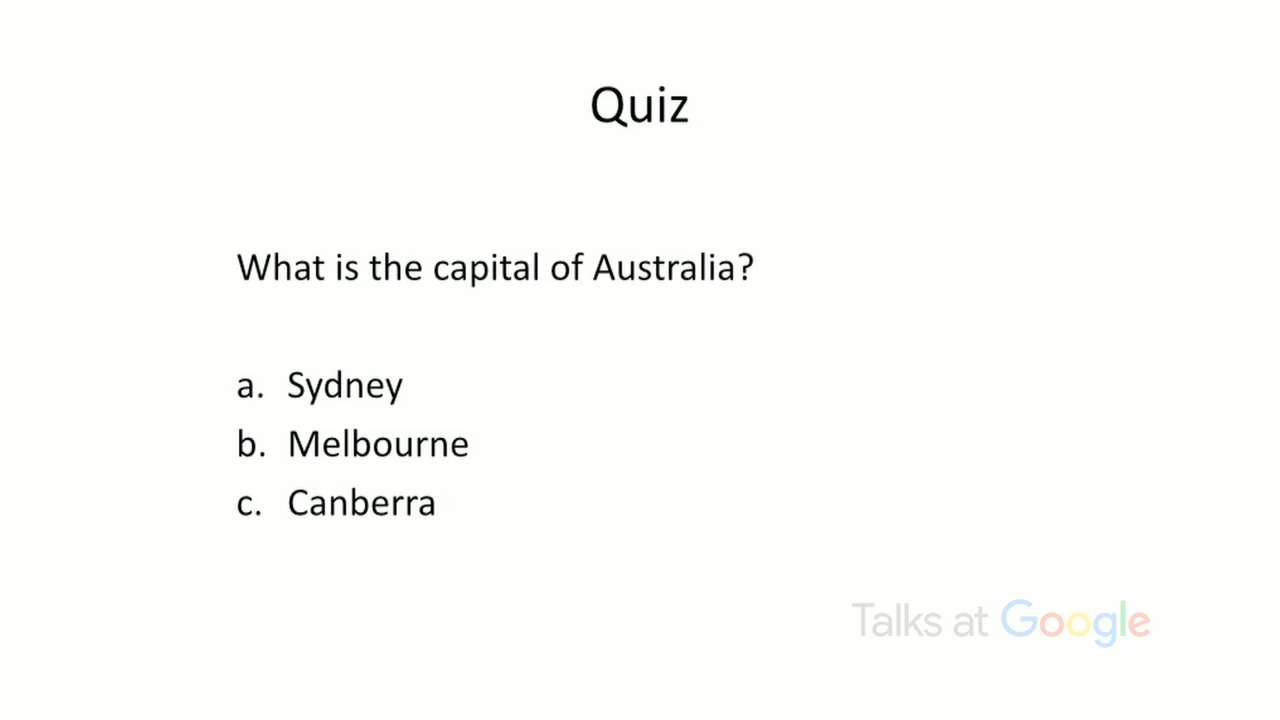 Quiz
What is the capital of Australia?
a. Sydney
b. Melbourne
c. Canberra
Talks at Google